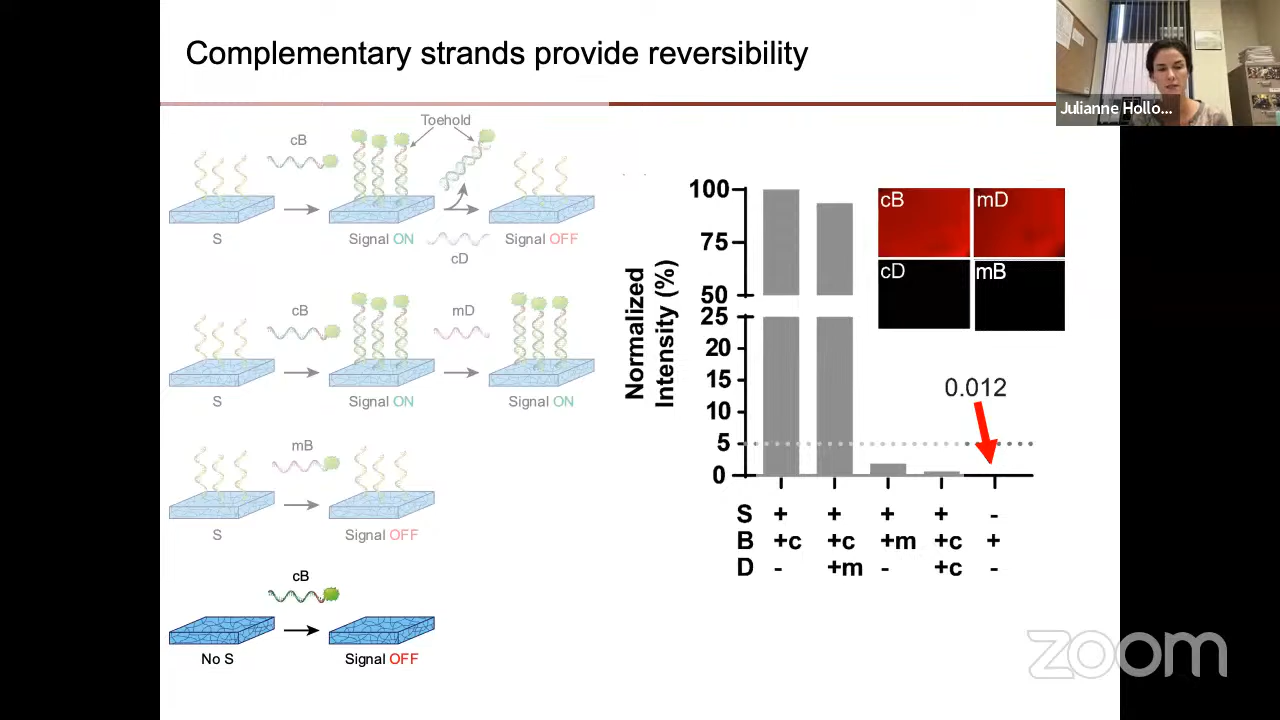 Complementary strands provide reversibility
Julianne Hollo...
Toehold
cB
S
Signal ON
Signal OFF
cD
cB
mD
S
Signal ON
Signal ON
mB
S
Signal OFF
cB
No S
Signal OFF
Normalized
Intensity (%)
100
75
50
25
20
15
10
5
0
cB
mD
cD
mB
0.012
S + + + + -
B +c +c +m +c +
D - +m - +c -
zoom